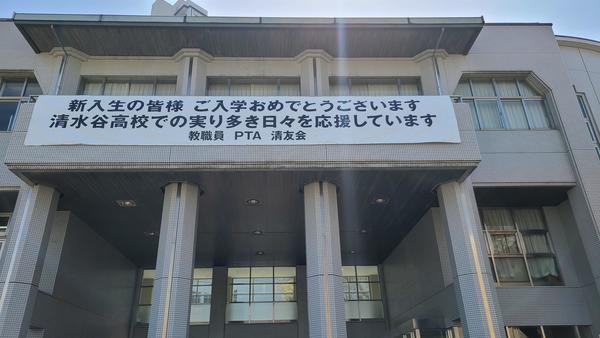 新入生の皆様 ご入学おめでとうございます
清水谷高校での実り多き日々を応援しています
教職員 PTA 清友会